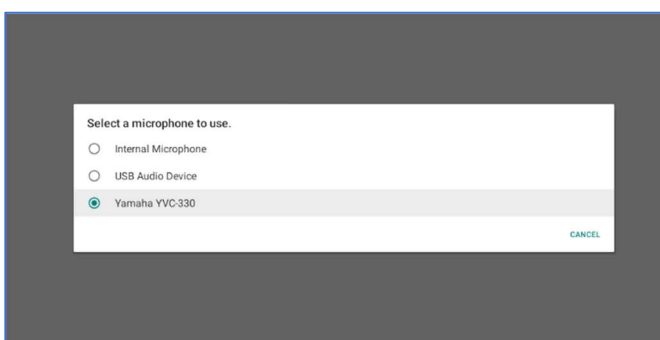 Select a microphone to use.
Internal Microphone
USB Audio Device
Yamaha YVC-330
CANCEL